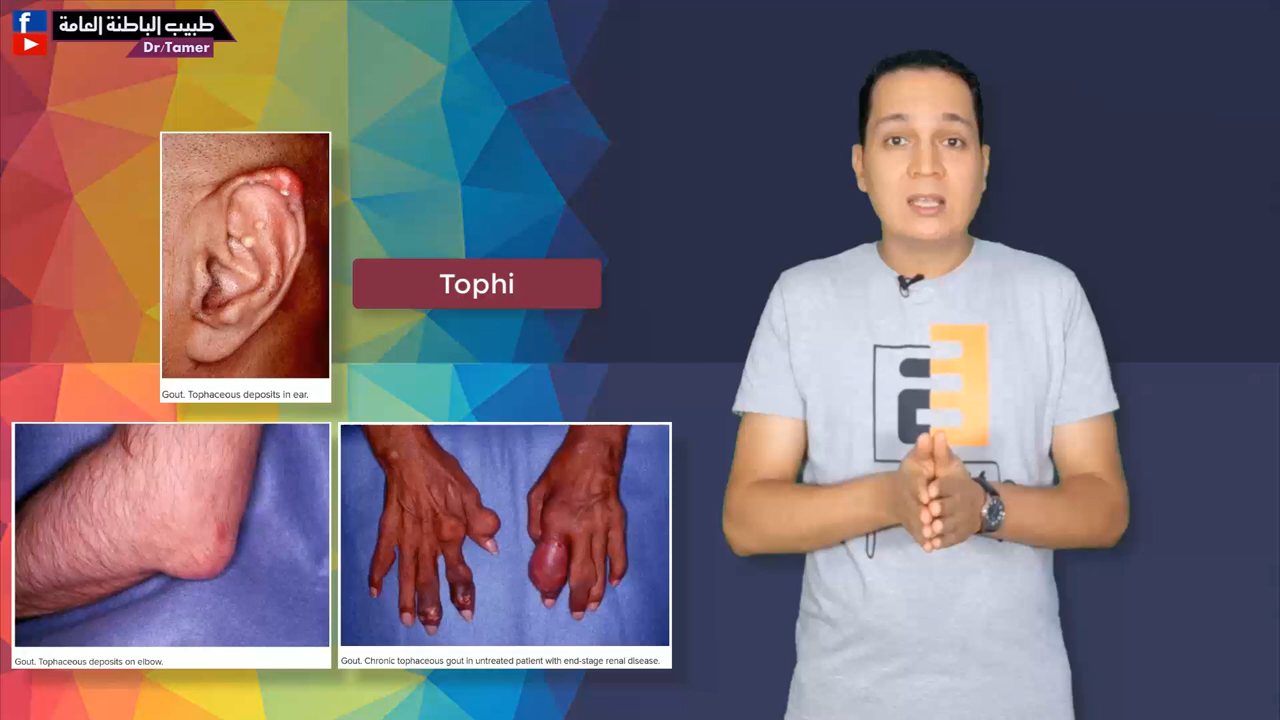 طبيب الباطنة العامة
Dr/Tamer
Tophi
Gout. Tophaceous deposits in ear.
Gout. Tophaceous deposits on elbow.
Gout. Chronic tophaceous gout in untreated patient with end-stage renal disease.